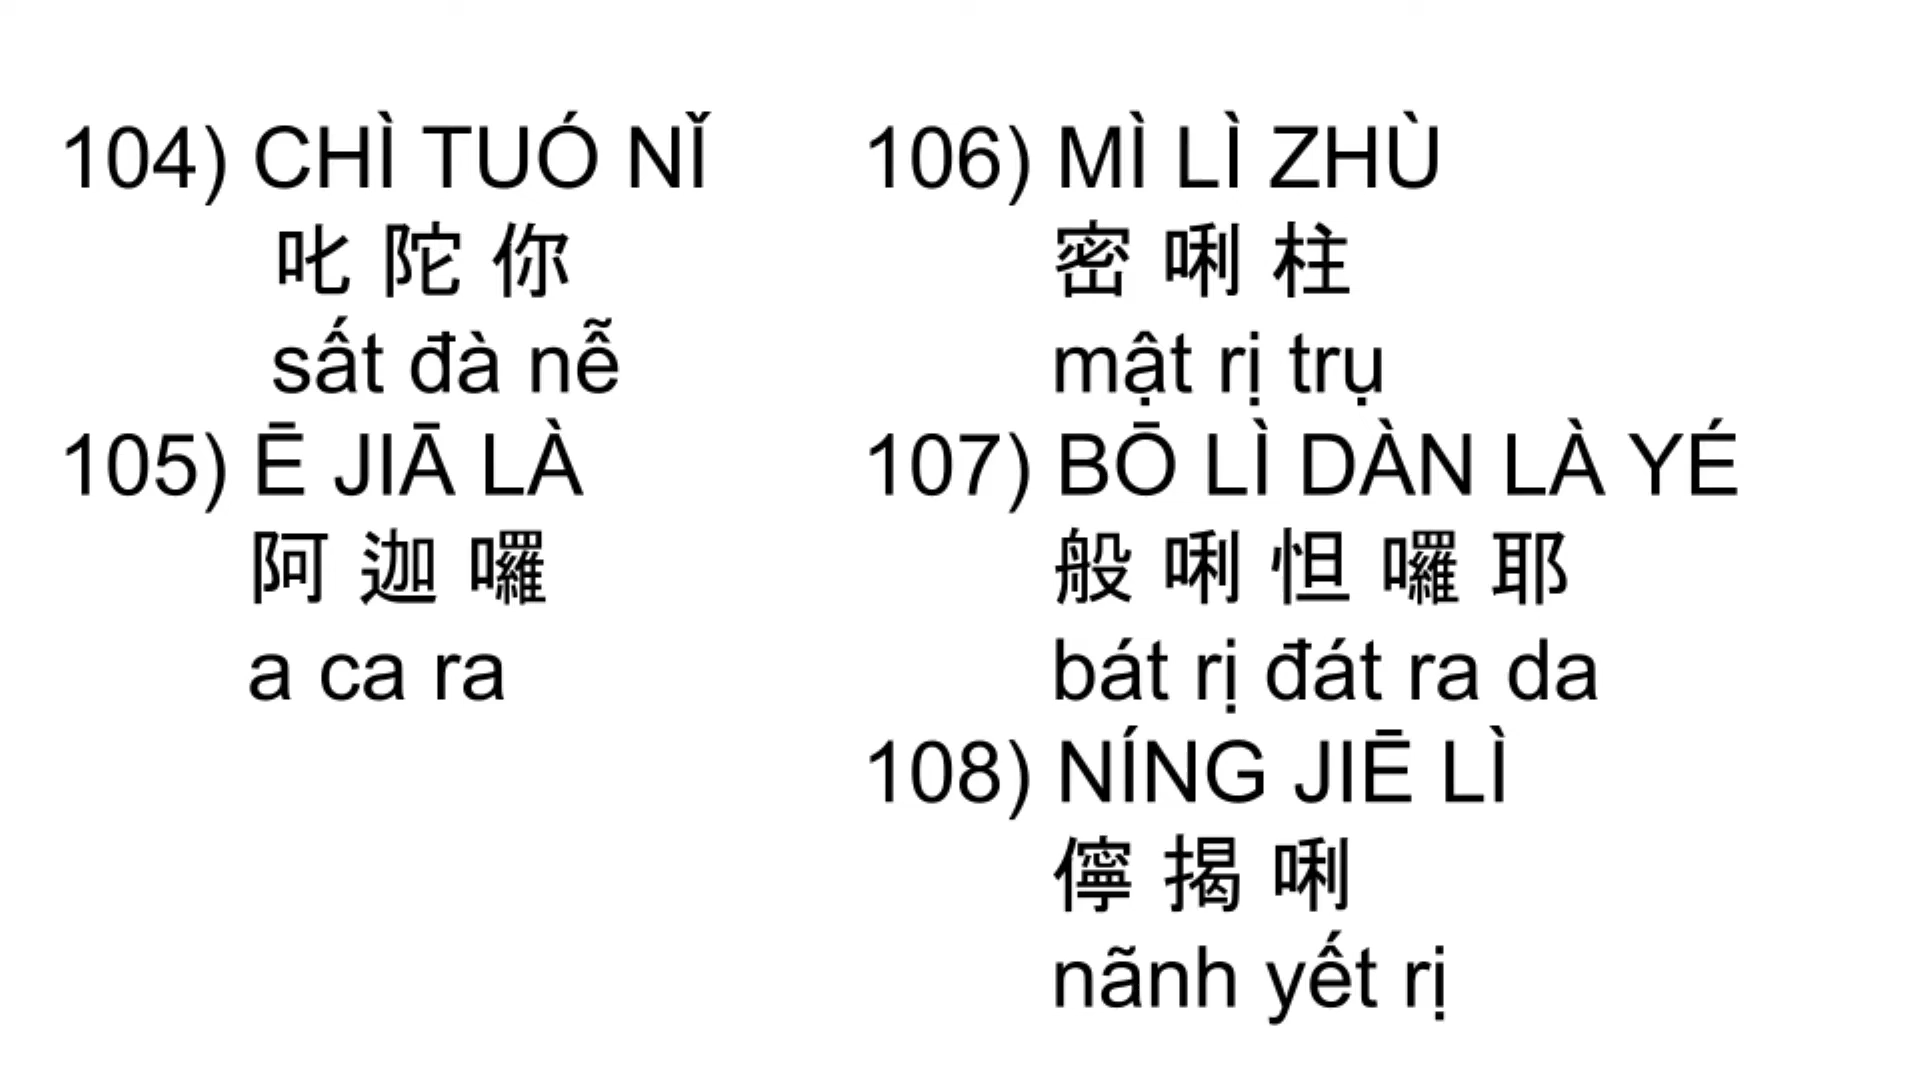 104) CHÌ TUÓ NǏ
叱 陀 你
sất đà nễ
105) Ē JIĀ LÀ
阿 迦 囉
a ca ra
106) MÌ LÌ ZHÙ
密 唎 柱
mật rị trụ
107) BŌ LÌ DÀN LÀ YÉ
般 唎 怛 囉 耶
bát rị đát ra da
108) NÍNG JIĒ LÌ
儜 揭 唎
nãnh yết rị